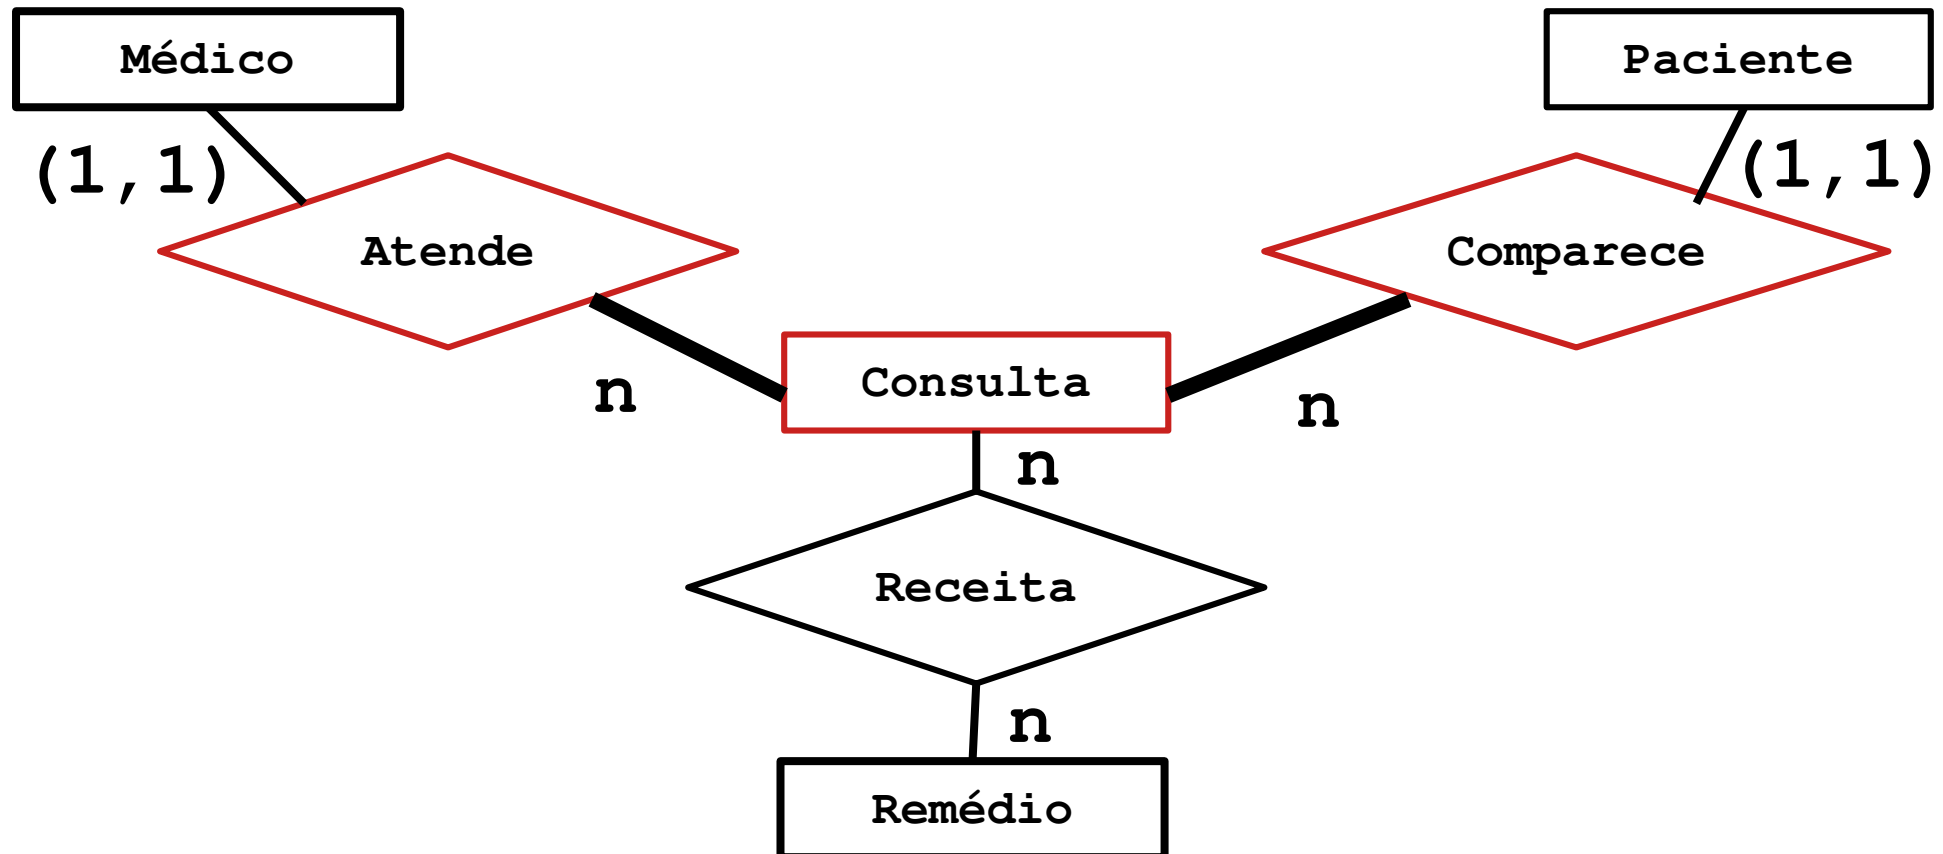 Médico
Paciente
(1,1)
(1,1)
Atende
Comparece
Consulta
n
n
n
Receita
n
Remédio